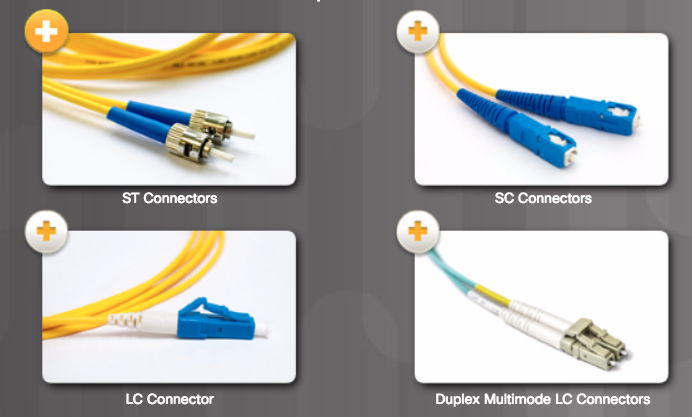 ST Connectors
SC Connectors
LC Connector
Duplex Multimode LC Connectors